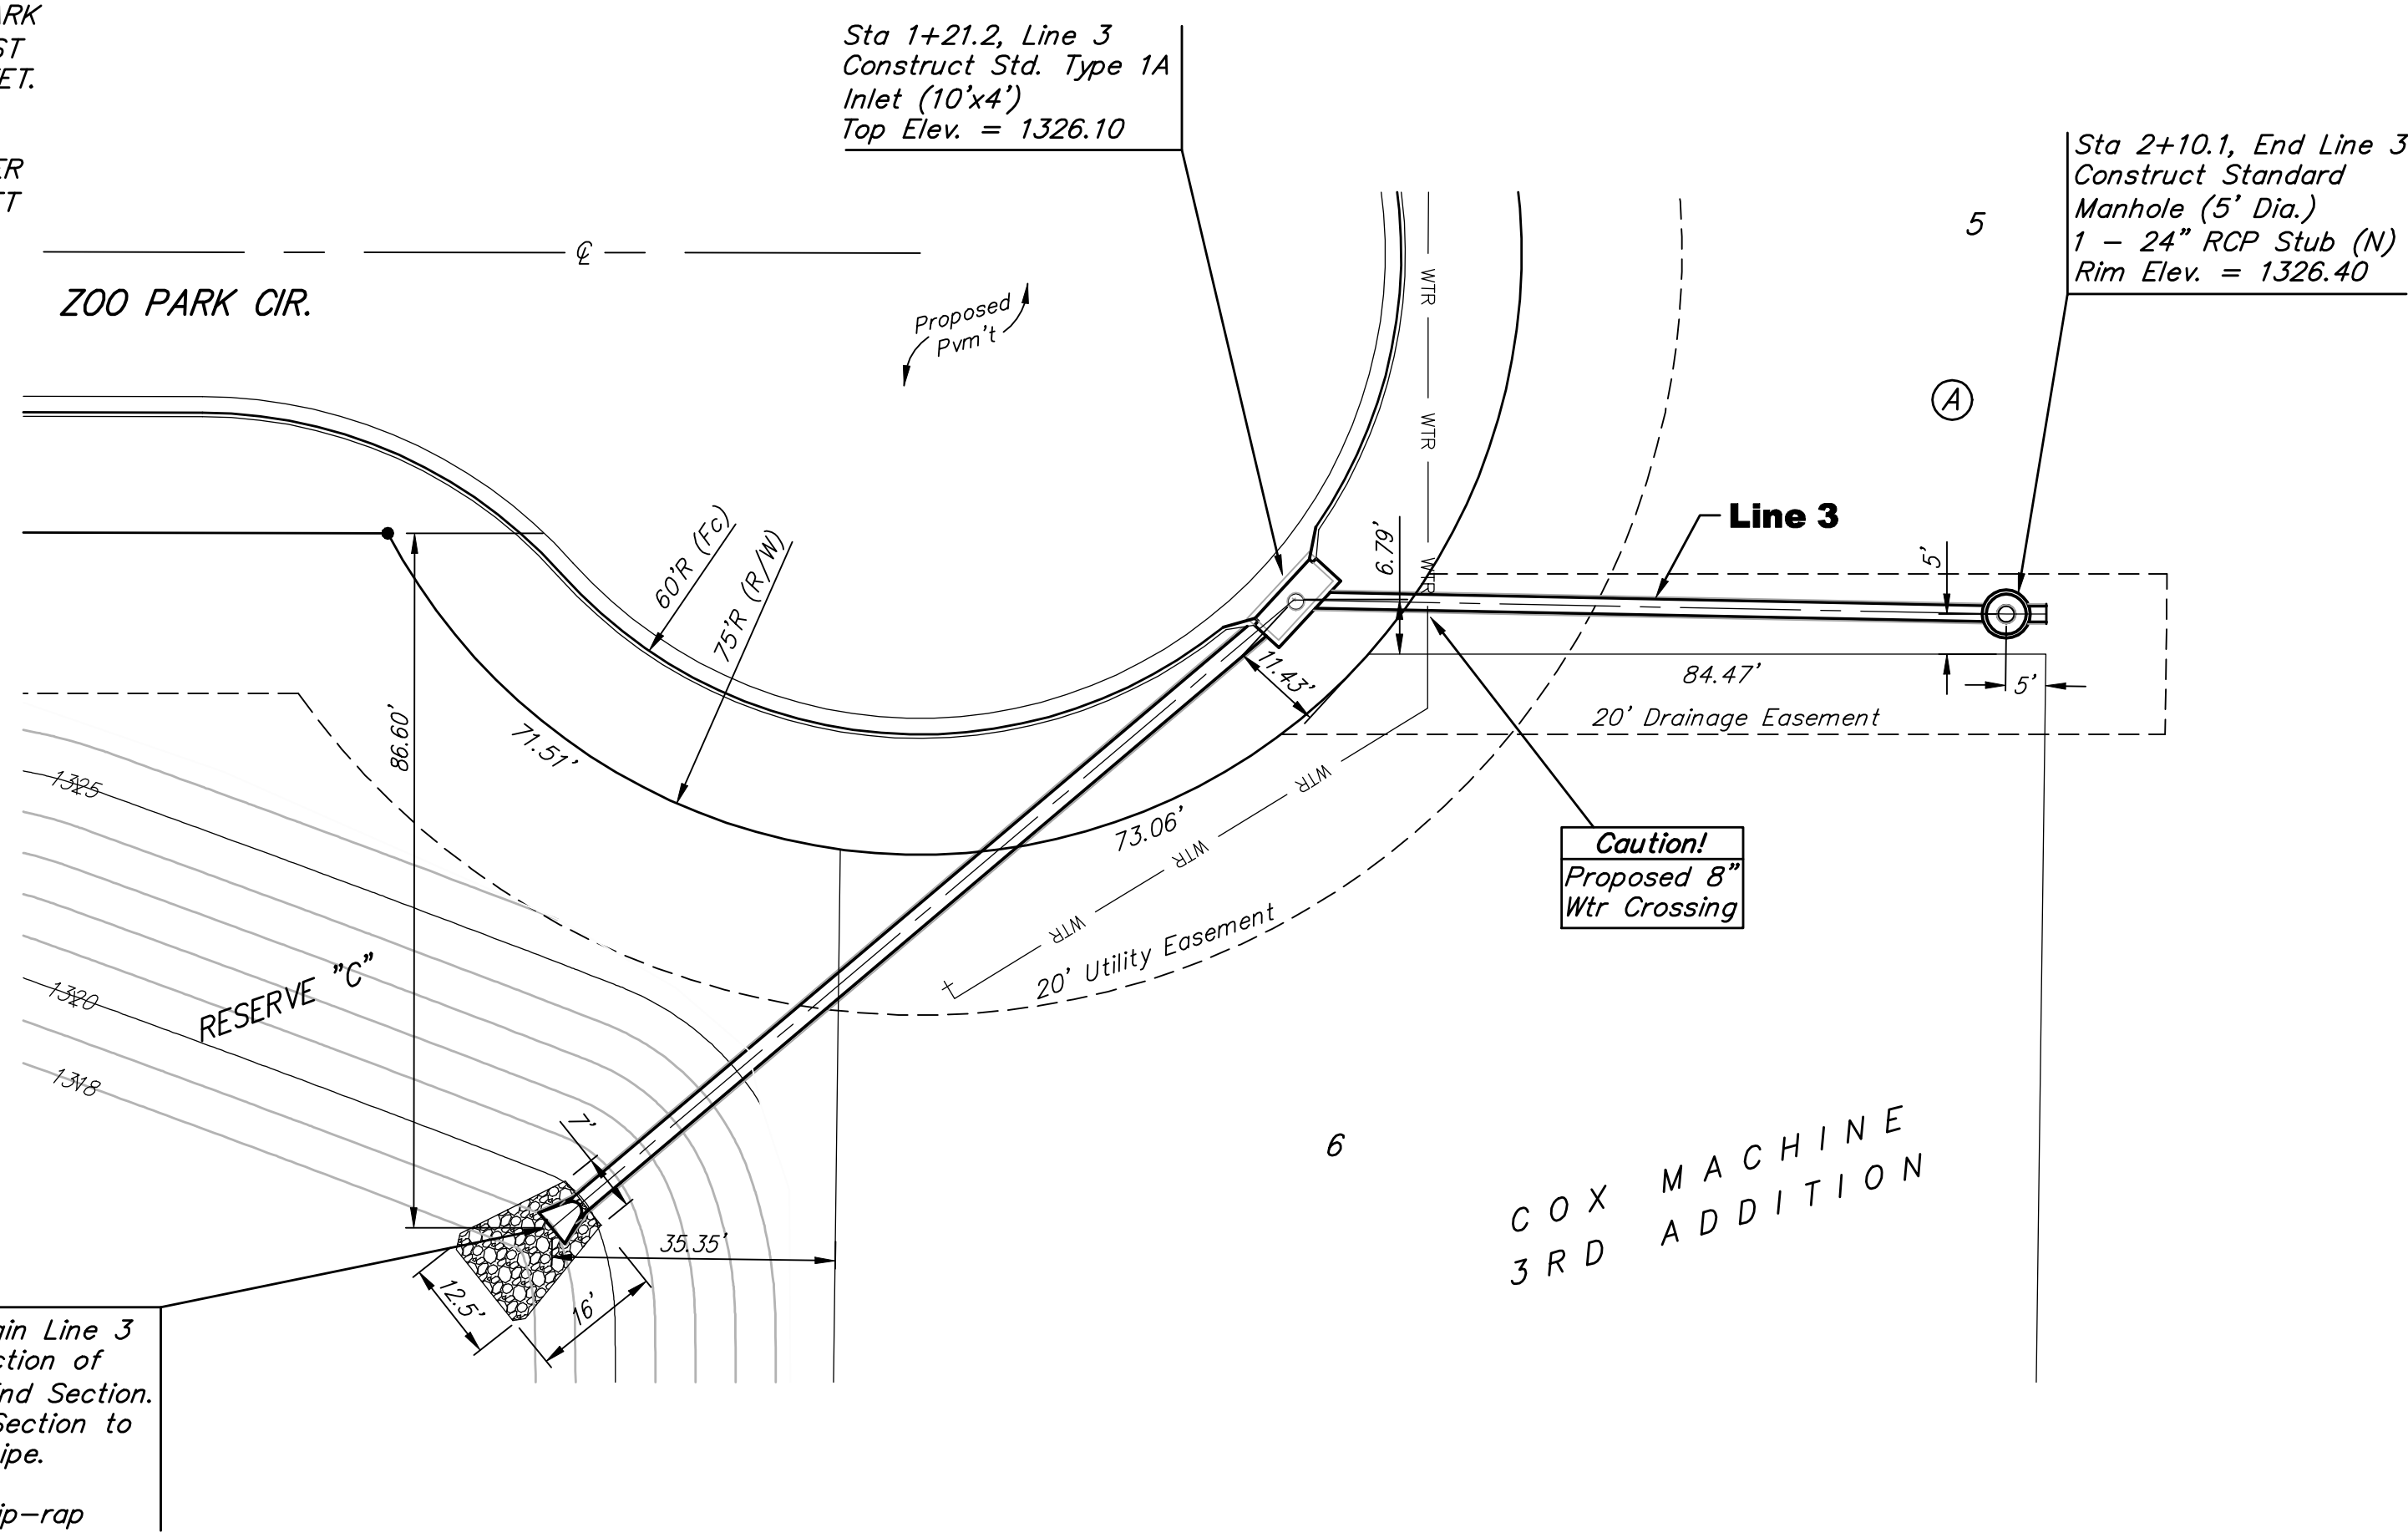 Sta 1+21.2, Line 3
Construct Std. Type 1A
Inlet (10'x4')
Top Elev. = 1326.10
Sta 2+10.1, End Line 3
Construct Standard
Manhole (5' Dia.)
1 - 24" RCP Stub (N)
Rim Elev. = 1326.40
5
℄
ZOO PARK CIR.
Proposed
Pvm't
WTR
WTR
WTR
A
Line 3
60'R (Fc)
75'R (R/W)
6.79'
5'
11.43'
84.47'
5'
20' Drainage Easement
86.60'
71.51'
73.06'
WTR
WTR
WTR
1325
1320
1318
RESERVE "C"
20' Utility Easement
Caution!
Proposed 8"
Wtr Crossing
7'
6
COX MACHINE
3RD ADDITION
35.35'
12.5'
16'
Line 3
of
End Section.
Section to